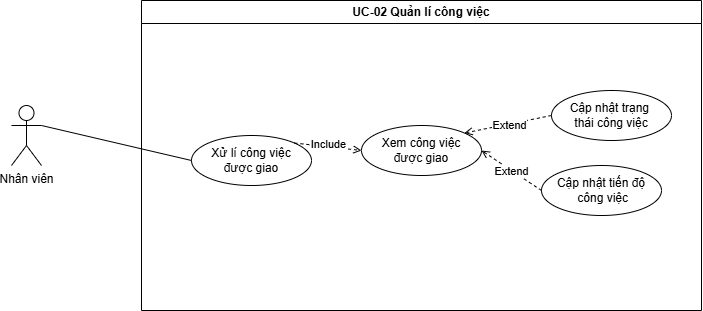 UC-02 Quản lí công việc
Cập nhật trạng
thái công việc
Extend
Xử lí công việc
được giao
Include
Xem công việc
được giao
Extend
Cập nhật tiến độ
công việc
Nhân viên